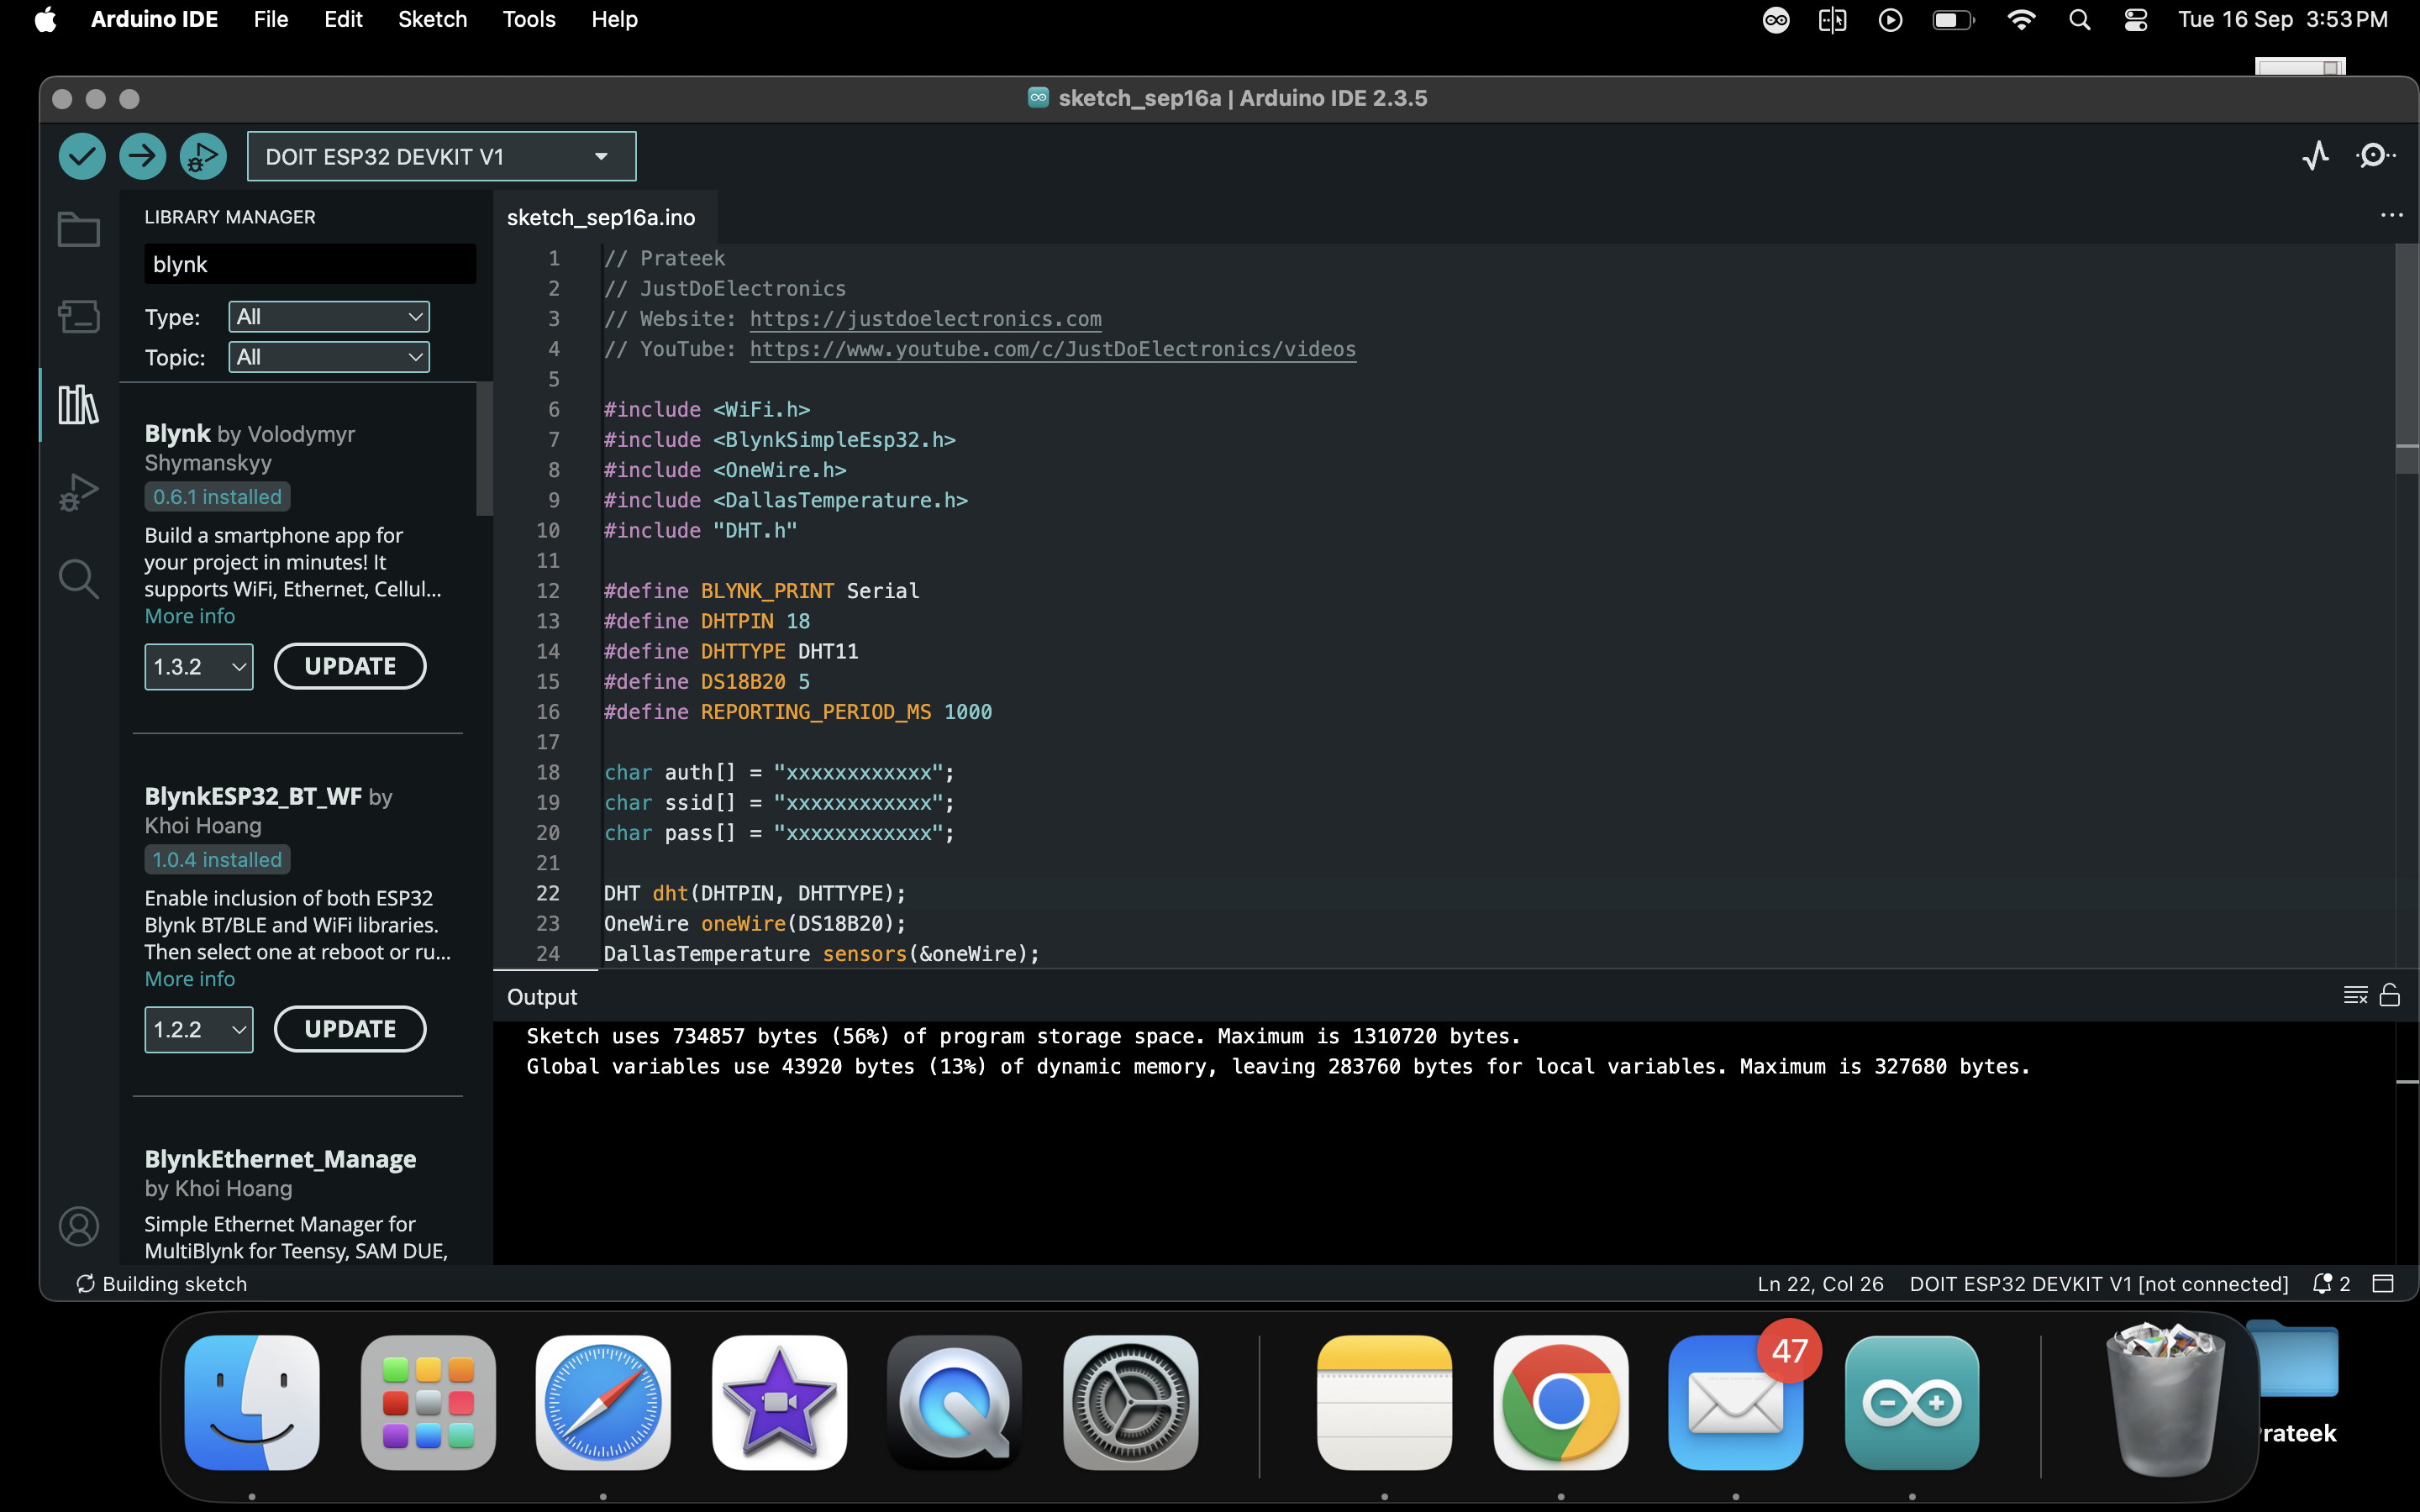 Arduino IDE File Edit Sketch Tools Help Tue 16 Sep 3:53 PM
sketch_sep16a | Arduino IDE 2.3.5
DOIT ESP32 DEVKIT V1
LIBRARY MANAGER
blynk
Type: All
Topic: All
Blynk by Volodymyr
Shymanskyy
0.6.1 installed
Build a smartphone app for
your project in minutes! It
supports WiFi, Ethernet, Cellul...
More info
1.3.2 UPDATE
BlynkESP32_BT_WF by
Khoi Hoang
1.0.4 installed
Enable inclusion of both ESP32
Blynk BT/BLE and WiFi libraries.
Then select one at reboot or ru...
More info
1.2.2 UPDATE
BlynkEthernet_Manage
by Khoi Hoang
Simple Ethernet Manager for
MultiBlynk for Teensy, SAM DUE,
sketch_sep16a.ino
1 // Prateek
2 // JustDoElectronics
3 // Website: https://justdoelectronics.com
4 // YouTube: https://www.youtube.com/c/JustDoElectronics/videos
5
6 #include <WiFi.h>
7 #include <BlynkSimpleEsp32.h>
8 #include <OneWire.h>
9 #include <DallasTemperature.h>
10 #include "DHT.h"
11
12 #define BLYNK_PRINT Serial
13 #define DHTPIN 18
14 #define DHTTYPE DHT11
15 #define DS18B20 5
16 #define REPORTING_PERIOD_MS 1000
17
18 char auth[] = "xxxxxxxxxxxx";
19 char ssid[] = "xxxxxxxxxxxx";
20 char pass[] = "xxxxxxxxxxxx";
21
22 DHT dht(DHTPIN, DHTTYPE);
23 OneWire oneWire(DS18B20);
24 DallasTemperature sensors(&oneWire);
Output
Sketch uses 734857 bytes (56%) of program storage space. Maximum is 1310720 bytes.
Global variables use 43920 bytes (13%) of dynamic memory, leaving 283760 bytes for local variables. Maximum is 327680 bytes.
Building sketch Ln 22, Col 26 DOIT ESP32 DEVKIT V1 [not connected] 2
47
rateek